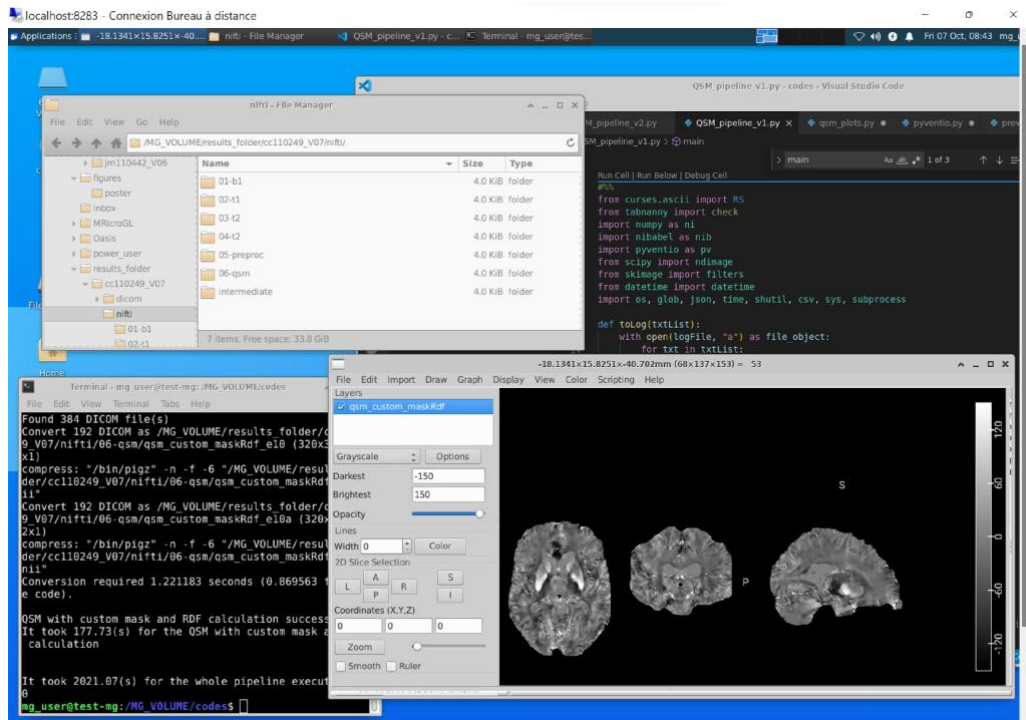 localhost:8283 - Connexion Bureau à distance
Applications -18.1341×15.8251×-40.... nifti - File Manager QSM_pipeline_v1.py - c... Terminal - mg_user@tes... Fri 07 Oct, 08:43
nifti - File Manager
File Edit View Go Help
/MG_VOLUME/results_folder/cc110249_V07/nifti/
jm110442_V06
figures
poster
inbox
MRIcroGL
Oasis
power_user
results_folder
cc110249_V07
dicom
nifti
01-b1
02-t1
Name Size Type
01-b1 4.0 KiB folder
02-t1 4.0 KiB folder
03-t2 4.0 KiB folder
04-t2 4.0 KiB folder
05-preproc 4.0 KiB folder
06-qsm 4.0 KiB folder
intermediate 4.0 KiB folder
7 items, Free space: 33.8 GiB
Home
QSM_pipeline_v1.py - codes - Visual Studio Code
QSM_pipeline_v1.py qsm_plots.py pyventio.py
main
main 1 of 3
Run Cell | Run Below | Debug Cell
#%%
from curses.ascii import RS
from tabnanny import check
import numpy as ni
import nibabel as nib
import pyventio as pv
from scipy import ndimage
from skimage import filters
from datetime import datetime
import os, glob, json, time, shutil, csv, sys, subprocess
def toLog(txtList):
with open(logFile, "a") as file_object:
for txt in txtList:
Terminal - mg_user@test-mg: /MG_VOLUME/codes
File Edit View Terminal Tabs Help
Found 384 DICOM file(s)
Convert 192 DICOM as /MG_VOLUME/results_folder/c
9_V07/nifti/06-qsm/qsm_custom_maskRdf_e10 (320x3
x1)
compress: "/bin/pigz" -n -f -6 "/MG_VOLUME/resul
der/cc110249_V07/nifti/06-qsm/qsm_custom_maskRdf
ii"
Convert 192 DICOM as /MG_VOLUME/results_folder/c
9_V07/nifti/06-qsm/qsm_custom_maskRdf_e10a (320x
2x1)
compress: "/bin/pigz" -n -f -6 "/MG_VOLUME/resul
der/cc110249_V07/nifti/06-qsm/qsm_custom_maskRdf
nii"
Conversion required 1.221183 seconds (0.869563 f
e code).
QSM with custom mask and RDF calculation success
It took 177.73(s) for the QSM with custom mask a
calculation
It took 2021.07(s) for the whole pipeline execut
0
mg_user@test-mg:/MG_VOLUME/codes$
-18.1341×15.8251×-40.702mm (68×137×153) = 53
File Edit Import Draw Graph Display View Color Scripting Help
Layers
qsm_custom_maskRdf
Grayscale Options
Darkest -150
Brightest 150
Opacity
Lines
Width 0 Color
2D Slice Selection
A S
L R
P I
Coordinates (X,Y,Z)
0 0 0
Zoom
Smooth Ruler
S
P
120
60
0
-60
-120